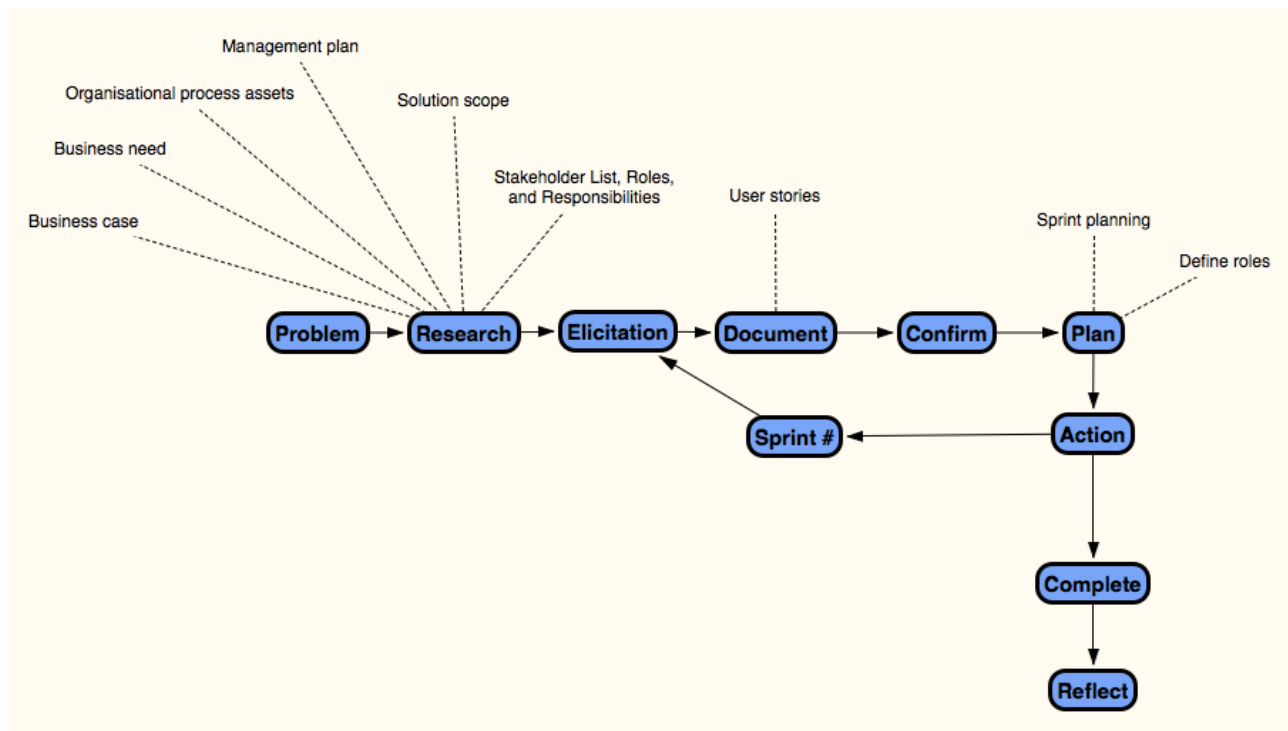 Management plan
Organisational process assets
Solution scope
Business need
Stakeholder List, Roles,
and Responsibilities
User stories
Business case
Sprint planning
Define roles
Problem
Research
Elicitation
Document
Confirm
Plan
Sprint #
Action
Complete
Reflect